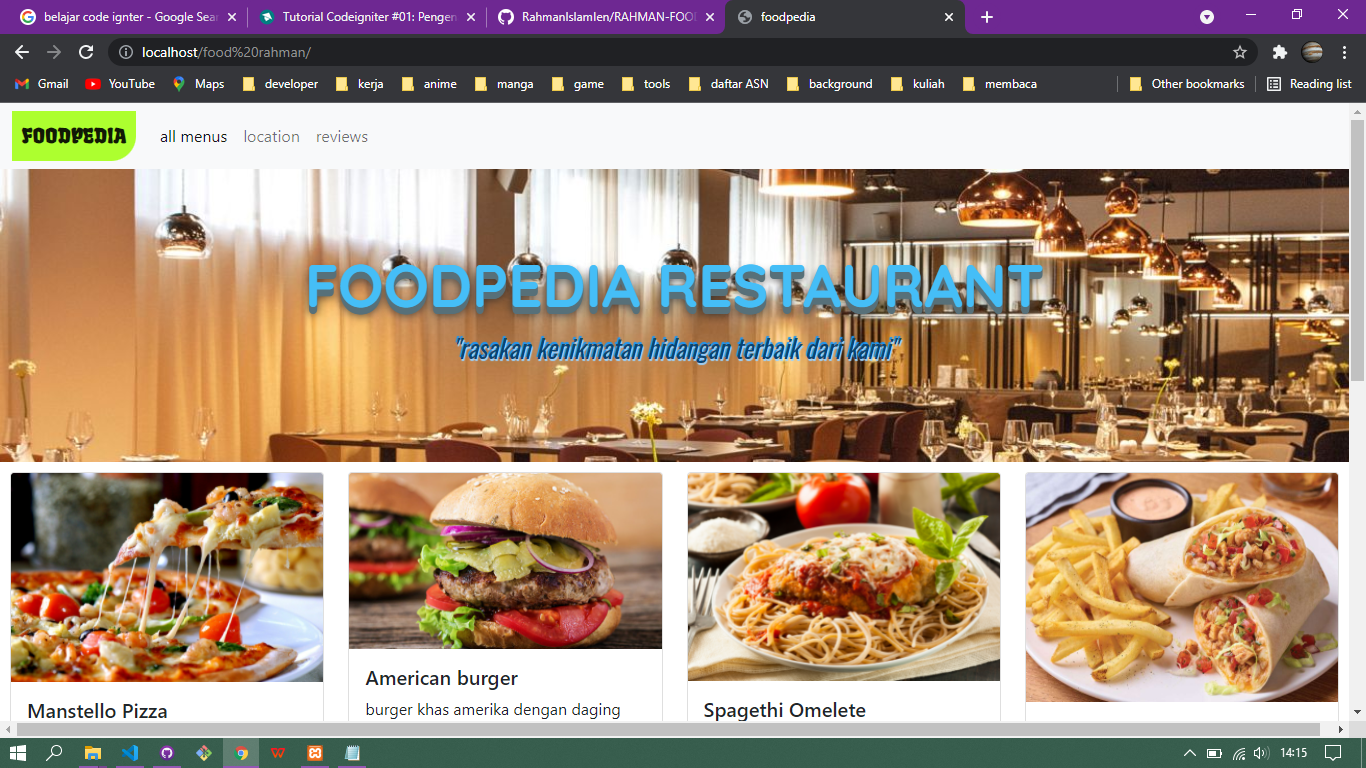 belajar code ignter - Google Sear
Tutorial Codeigniter #01: Pengen
RahmanIslamIen/RAHMAN-FOOD
foodpedia
localhost/food%20rahman/
Gmail
YouTube
Maps
developer
kerja
anime
manga
game
tools
daftar ASN
background
kuliah
membaca
Other bookmarks
Reading list
FOODPEDIA
all menus
location
reviews
FOODPEDIA RESTAURANT
"rasakan kenikmatan hidangan terbaik dari kami"
Manstello Pizza
American burger
burger khas amerika dengan daging
Spagethi Omelete
14:15